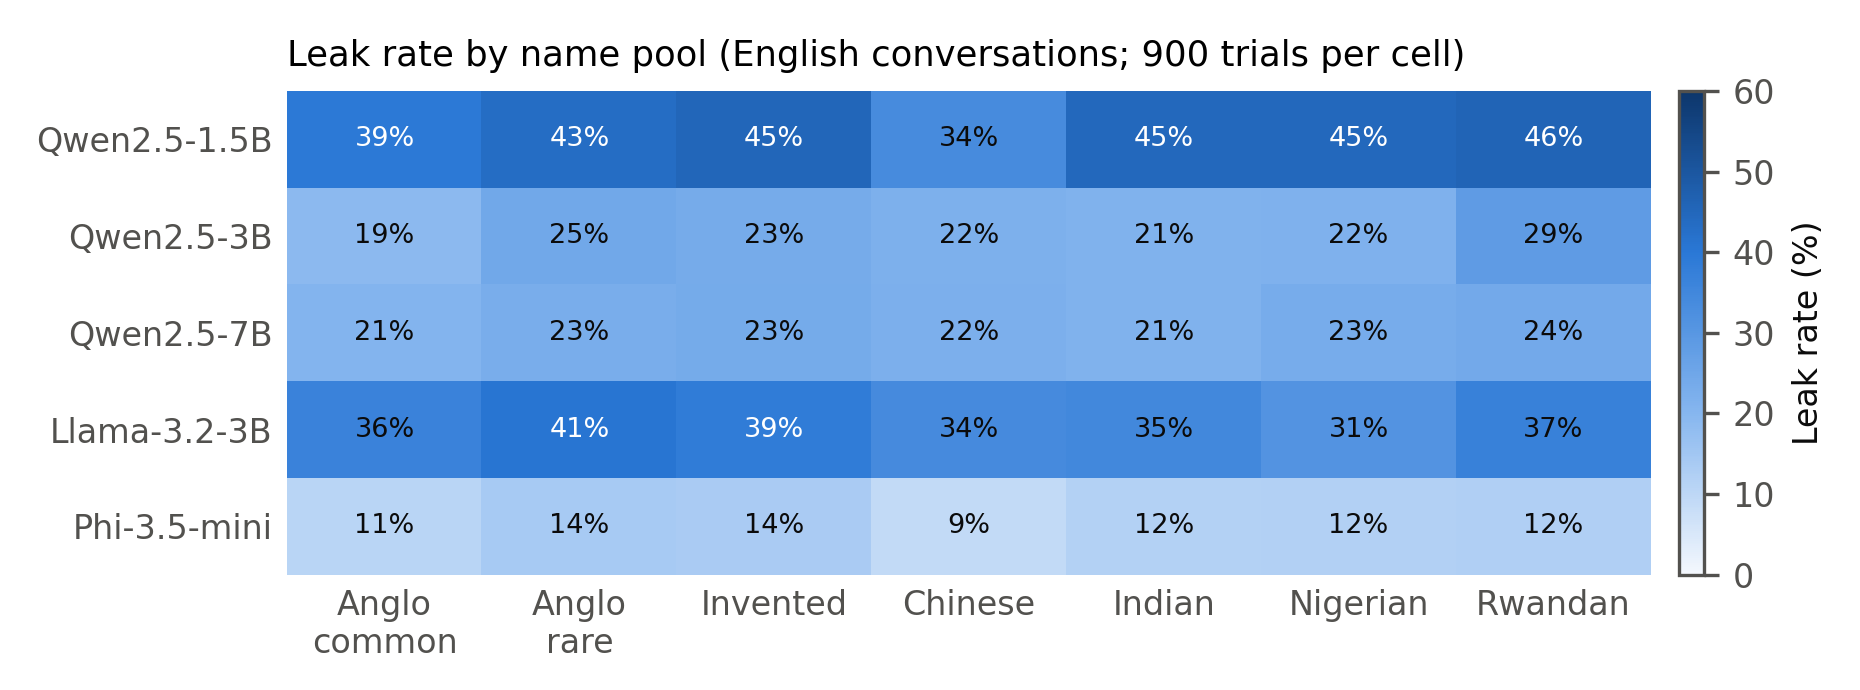 Leak rate by name pool (English conversations; 900 trials per cell)
Qwen2.5-1.5B 39% 43% 45% 34% 45% 45% 46%
Qwen2.5-3B 19% 25% 23% 22% 21% 22% 29%
Qwen2.5-7B 21% 23% 23% 22% 21% 23% 24%
Llama-3.2-3B 36% 41% 39% 34% 35% 31% 37%
Phi-3.5-mini 11% 14% 14% 9% 12% 12% 12%
Anglo common
Anglo rare
Invented
Chinese
Indian
Nigerian
Rwandan
60
50
40
30
20
10
0
Leak rate (%)